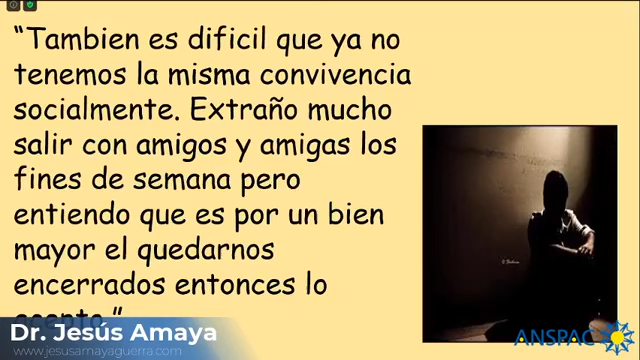 “Tambien es dificil que ya no
tenemos la misma convivencia
socialmente. Extraño mucho
salir con amigos y amigas los
fines de semana pero
entiendo que es por un bien
mayor el quedarnos
encerrados entonces lo
acepto.”
Dr. Jesús Amaya
www.jesusamayaguerra.com
ANSPAC